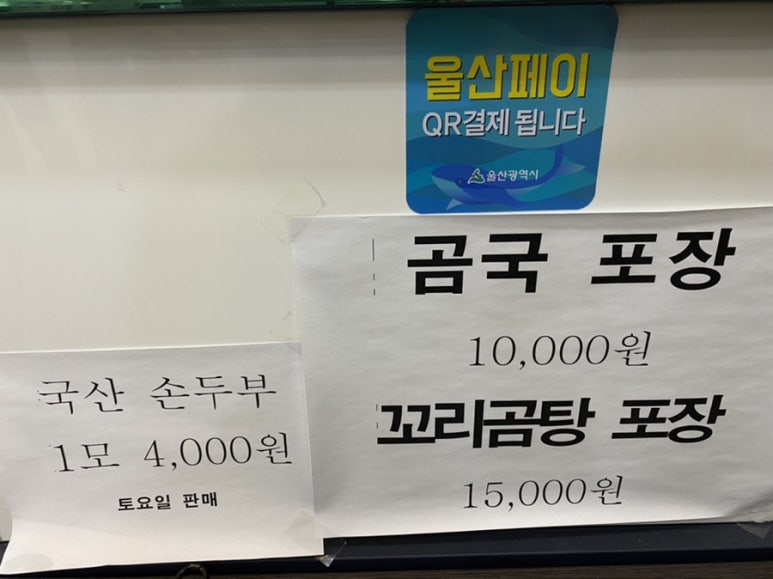 울산페이
QR결제 됩니다
울산광역시
곰국 포장
10,000원
꼬리곰탕 포장
15,000원
국산 손두부
1모 4,000원
토요일 판매